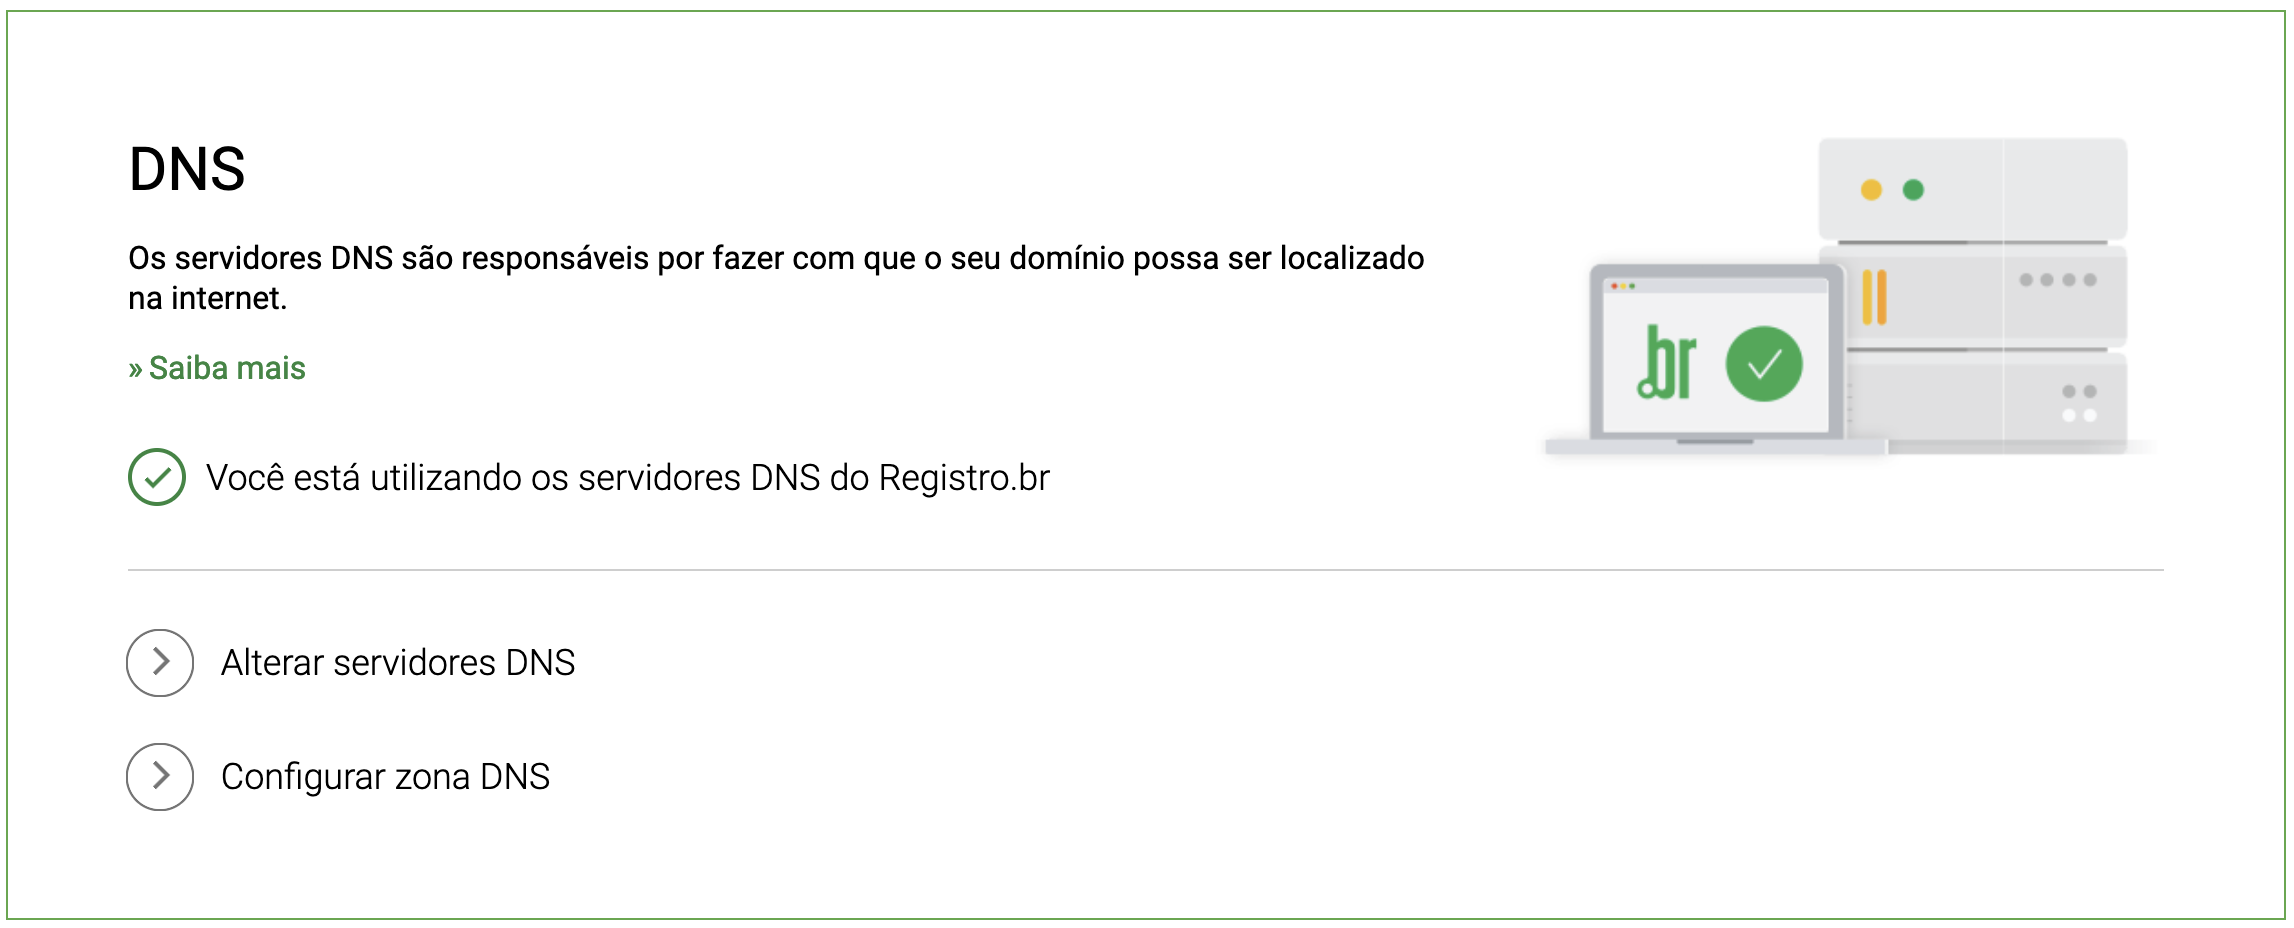 DNS
Os servidores DNS são responsáveis por fazer com que o seu domínio possa ser localizado
na internet.
» Saiba mais
.br
Você está utilizando os servidores DNS do Registro.br
Alterar servidores DNS
Configurar zona DNS